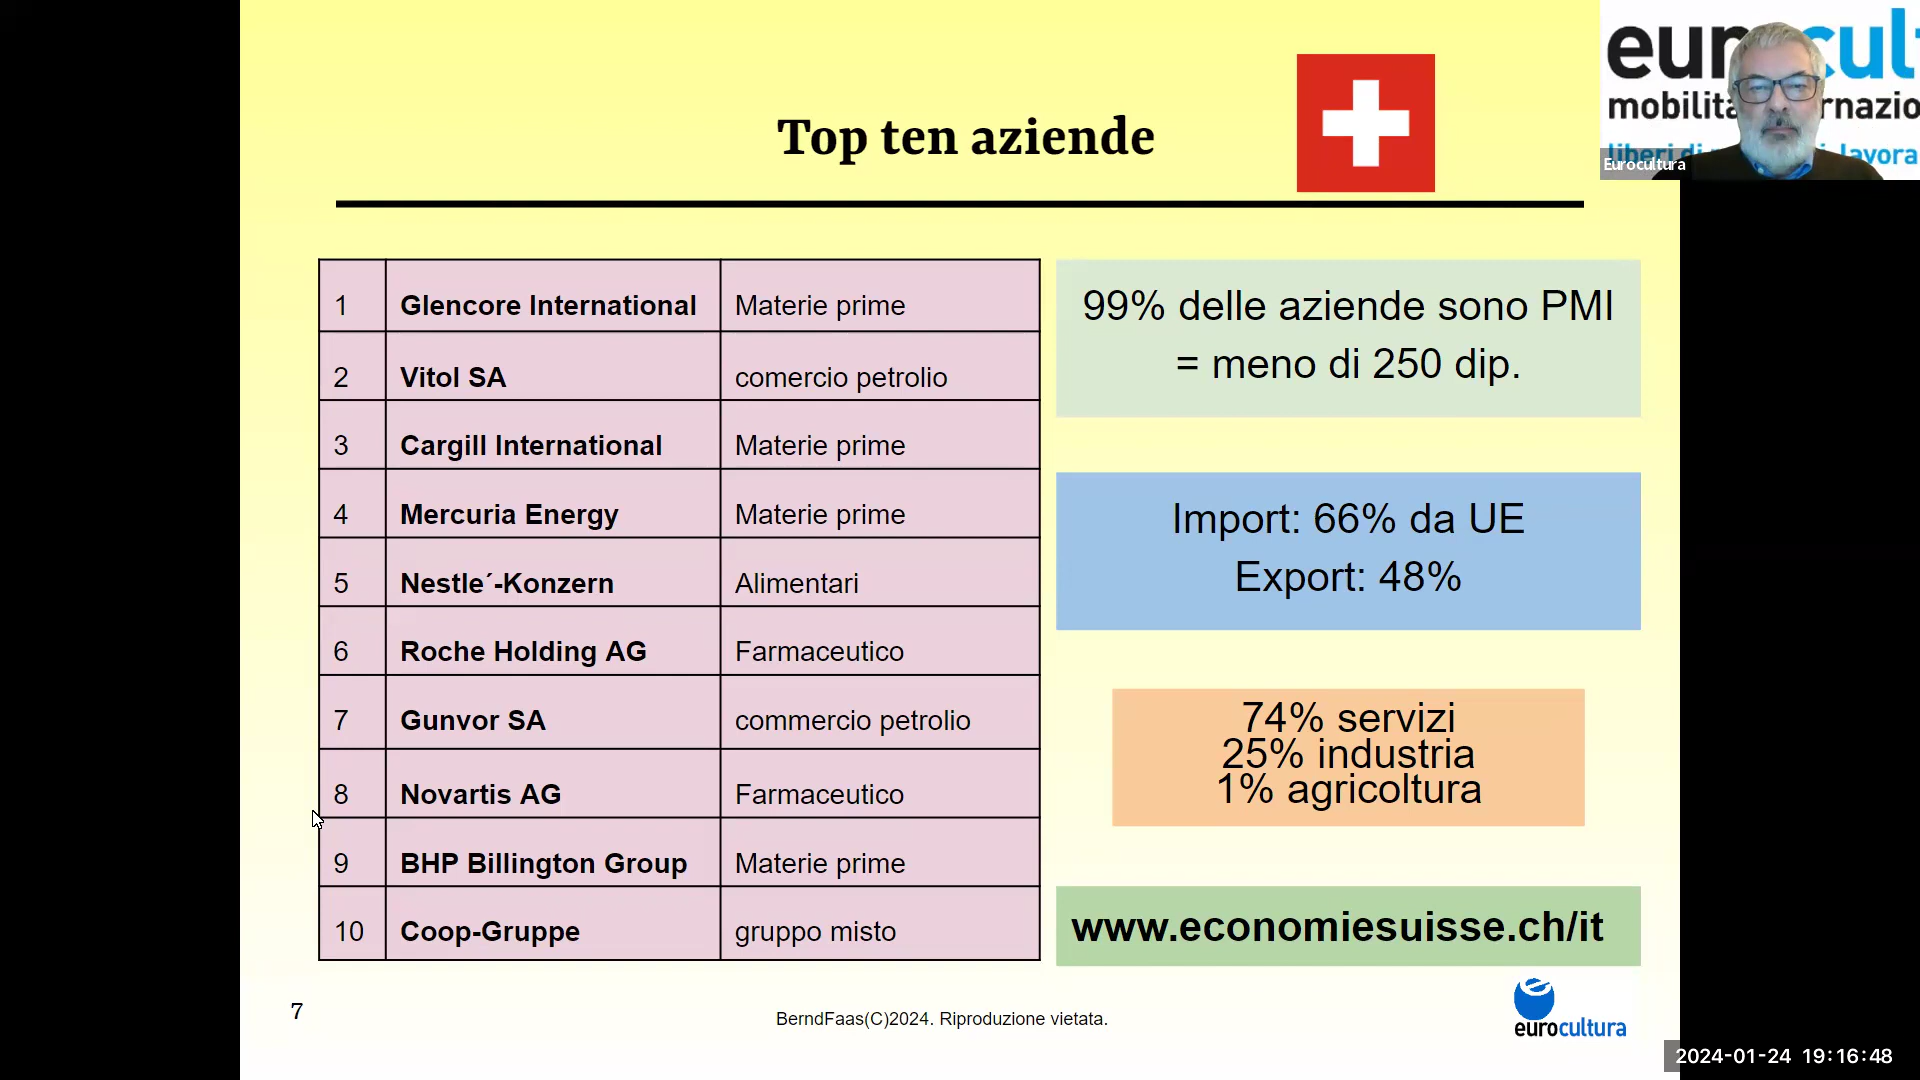 Top ten aziende
1 Glencore International Materie prime
2 Vitol SA comercio petrolio
3 Cargill International Materie prime
4 Mercuria Energy Materie prime
5 Nestle´-Konzern Alimentari
6 Roche Holding AG Farmaceutico
7 Gunvor SA commercio petrolio
8 Novartis AG Farmaceutico
9 BHP Billington Group Materie prime
10 Coop-Gruppe gruppo misto
99% delle aziende sono PMI
= meno di 250 dip.
Import: 66% da UE
Export: 48%
74% servizi
25% industria
1% agricoltura
www.economiesuisse.ch/it
7
BerndFaas(C)2024. Riproduzione vietata.
eurocultura
Eurocultura
2024-01-24 19:16:48